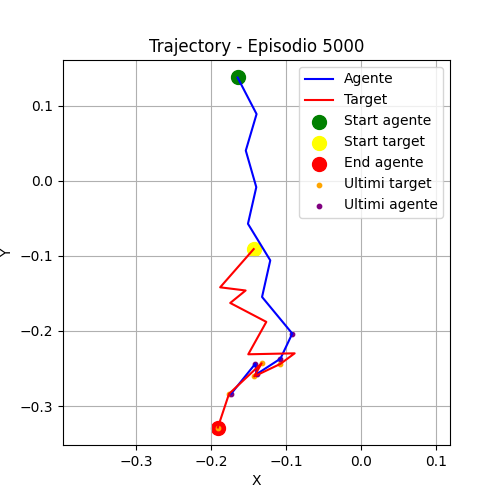 Trajectory - Episodio 5000
Agente
Target
Start agente
Start target
End agente
Ultimi target
Ultimi agente
Y
0.1
0.0
−0.1
−0.2
−0.3
−0.3
−0.2
−0.1
0.0
0.1
X